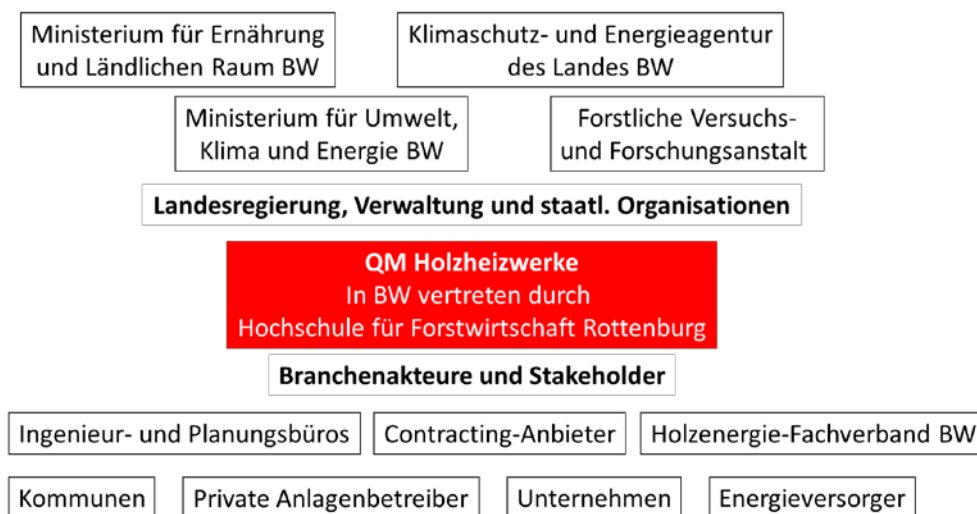 Ministerium für Ernährung
und Ländlichen Raum BW
Klimaschutz- und Energieagentur
des Landes BW
Ministerium für Umwelt,
Klima und Energie BW
Forstliche Versuchs-
und Forschungsanstalt
Landesregierung, Verwaltung und staatl. Organisationen
QM Holzheizwerke
In BW vertreten durch
Hochschule für Forstwirtschaft Rottenburg
Branchenakteure und Stakeholder
Ingenieur- und Planungsbüros
Contracting-Anbieter
Holzenergie-Fachverband BW
Kommunen
Private Anlagenbetreiber
Unternehmen
Energieversorger